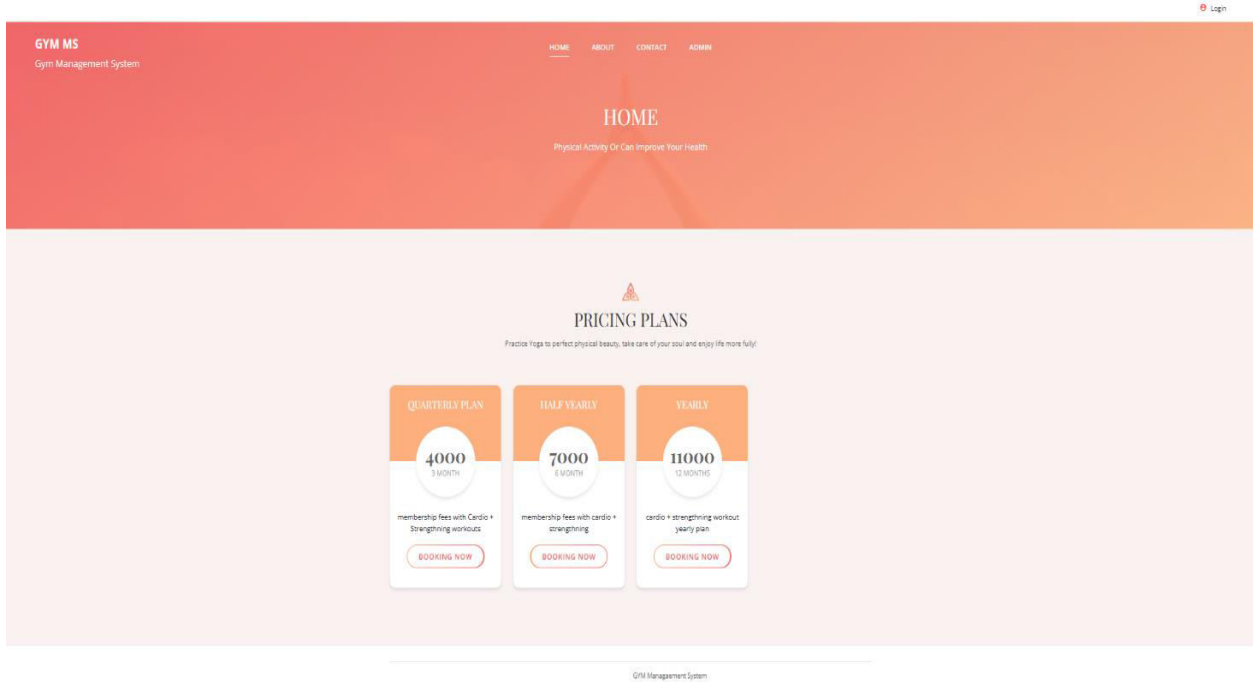 Login
GYM MS
HOME ABOUT CONTACT ADMIN
Gym Management System
HOME
Physical Activity Or Can Improve Your Health
PRICING PLANS
Practice Yoga to perfect physical beauty, take care of your soul and enjoy life more fully!
QUARTERLY PLAN
4000
3 MONTH
membership fees with Cardio +
Strengthning workouts
BOOKING NOW
HALF YEARLY
7000
6 MONTH
membership fees with cardio +
strengthning
BOOKING NOW
YEARLY
11000
12 MONTHS
cardio + strengthning workout
yearly plan
BOOKING NOW
GYM Managaement System